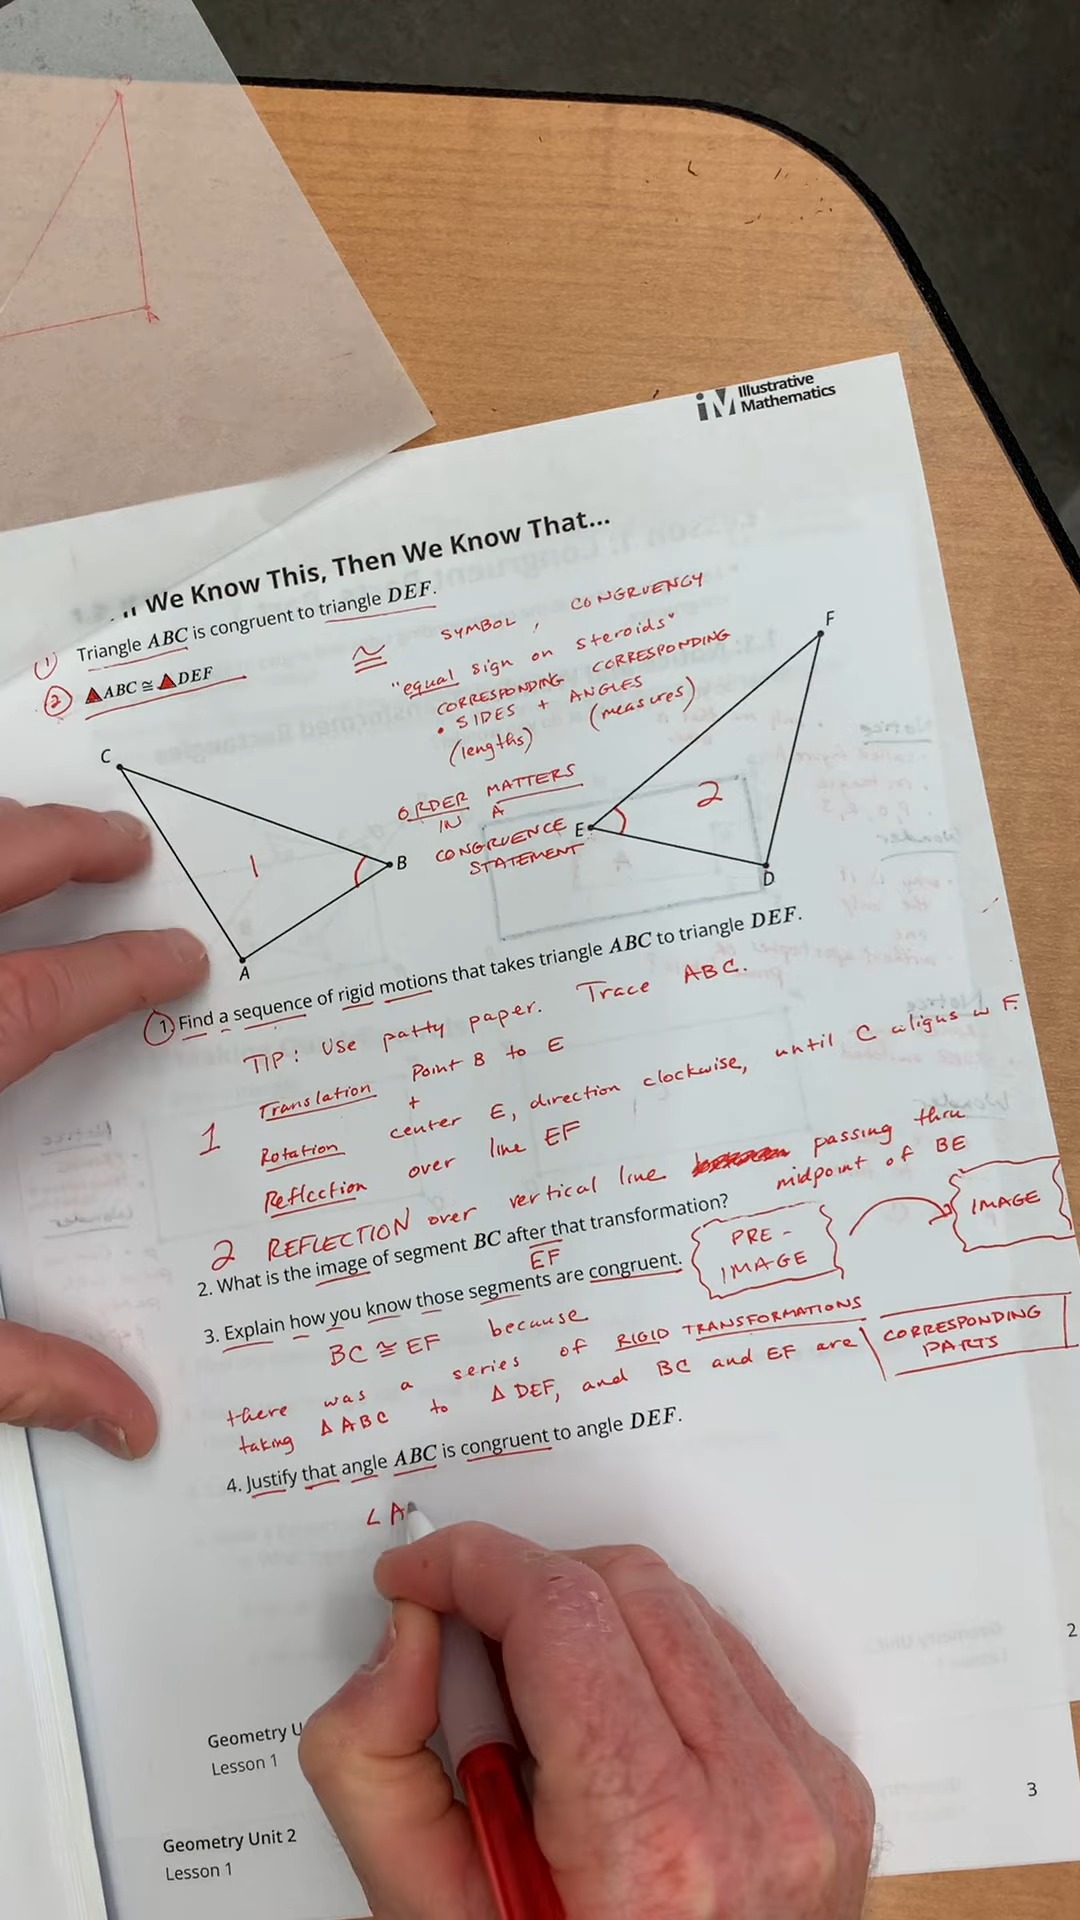 Illustrative
Mathematics
We Know This, Then We Know That...
① Triangle ABC is congruent to triangle DEF.
② ▲ABC ≅ ▲DEF
≅ SYMBOL, CONGRUENCY
"equal sign on steroids"
CORRESPONDING CORRESPONDING
• SIDES + ANGLES
(lengths) (measures)
ORDER MATTERS
IN A
CONGRUENCE
STATEMENT
C
B
A
1
F
E
D
2
1. Find a sequence of rigid motions that takes triangle ABC to triangle DEF.
TIP: Use patty paper. Trace ABC.
1 Translation Point B to E
+
Rotation center E, direction clockwise, until C aligns w F.
Reflection over line EF
2 REFLECTION over vertical line passing thru
midpoint of BE
2. What is the image of segment BC after that transformation?
EF
PRE-
IMAGE
IMAGE
3. Explain how you know those segments are congruent.
BC ≅ EF because
there was a series of RIGID TRANSFORMATIONS
taking △ABC to △DEF, and BC and EF are CORRESPONDING
PARTS
4. Justify that angle ABC is congruent to angle DEF.
∠A
Geometry U
Lesson 1
2
Geometry Unit 2
Lesson 1
3